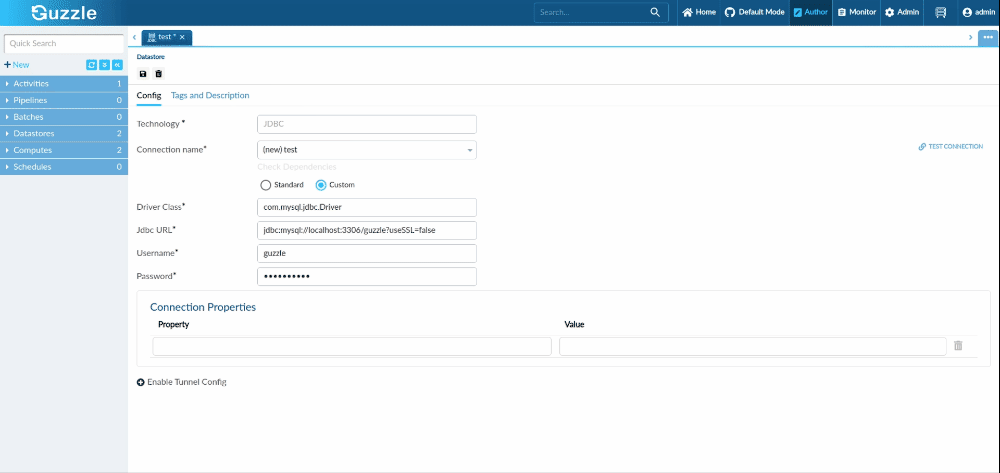 Guzzle
Search...
Home
Default Mode
Author
Monitor
Admin
admin
Quick Search
+ New
Activities 1
Pipelines 0
Batches 0
Datastores 2
Computes 2
Schedules 0
JDBC test * ×
Datastore
Config Tags and Description
Technology * JDBC
Connection name* (new) test
TEST CONNECTION
Check Dependencies
Standard Custom
Driver Class* com.mysql.jdbc.Driver
Jdbc URL* jdbc:mysql://localhost:3306/guzzle?useSSL=false
Username* guzzle
Password* ••••••••••
Connection Properties
Property Value
Enable Tunnel Config